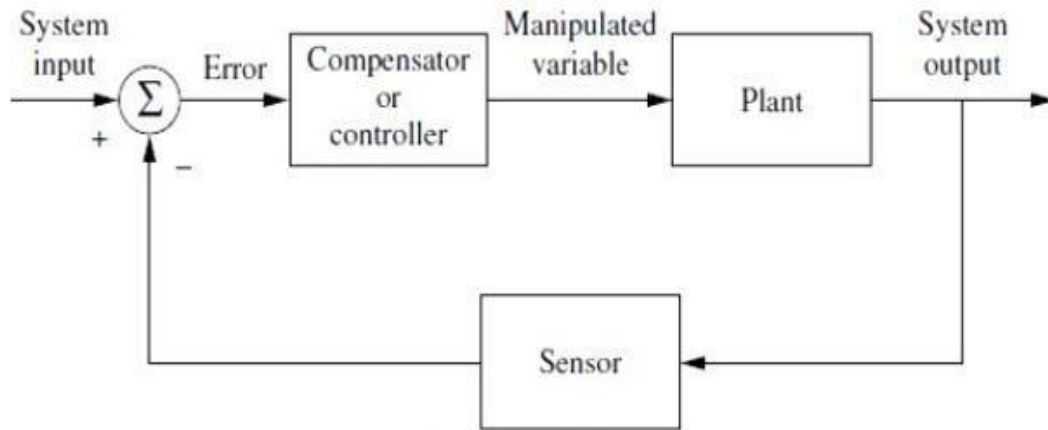 System
input
Error
Compensator
or
controller
Manipulated
variable
Plant
System
output
Σ
+
−
Sensor